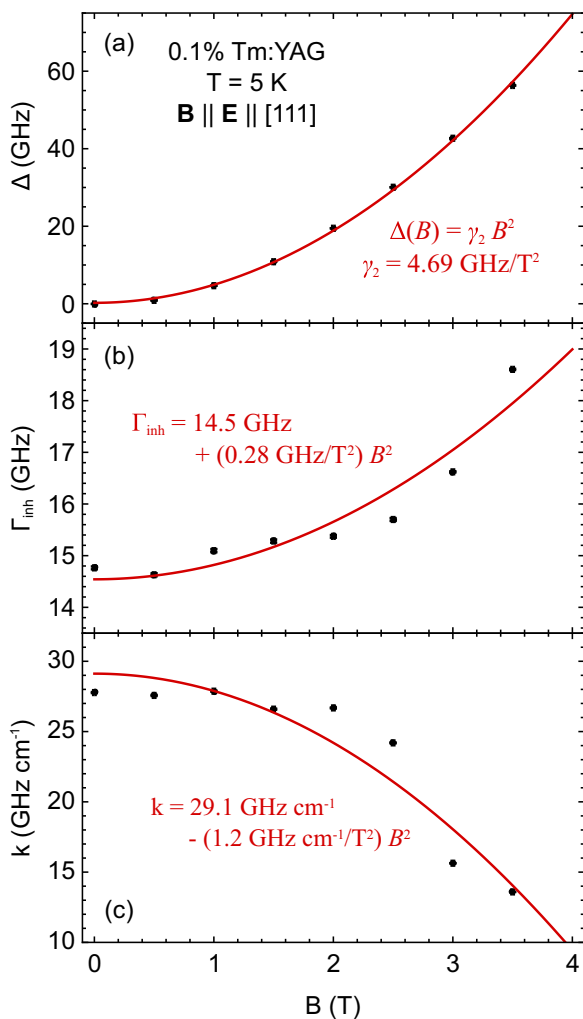 (a)
0.1% Tm:YAG
T = 5 K
B || E || [111]
Δ(B) = γ₂ B²
γ₂ = 4.69 GHz/T²
Δ (GHz)
60
40
20
0
(b)
Γinh = 14.5 GHz
+ (0.28 GHz/T²) B²
Γinh (GHz)
19
18
17
16
15
14
k = 29.1 GHz cm⁻¹
- (1.2 GHz cm⁻¹/T²) B²
(c)
k (GHz cm⁻¹)
30
25
20
15
10
0 1 2 3 4
B (T)